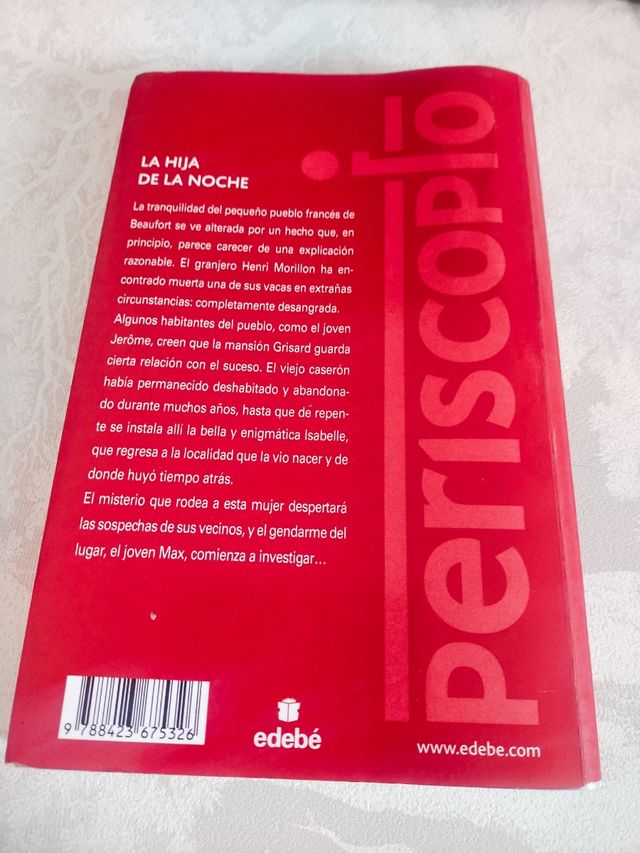 LA HIJA
DE LA NOCHE
La tranquilidad del pequeño pueblo francés de
Beaufort se ve alterada por un hecho que, en
principio, parece carecer de una explicación
razonable. El granjero Henri Morillon ha en-
contrado muerta una de sus vacas en extrañas
circunstancias: completamente desangrada.
Algunos habitantes del pueblo, como el joven
Jerôme, creen que la mansión Grisard guarda
cierta relación con el suceso. El viejo caserón
había permanecido deshabitado y abandona-
do durante muchos años, hasta que de repen-
te se instala allí la bella y enigmática Isabelle,
que regresa a la localidad que la vio nacer y de
donde huyó tiempo atrás.
El misterio que rodea a esta mujer despertará
las sospechas de sus vecinos, y el gendarme del
lugar, el joven Max, comienza a investigar...
periscopio
9 788423 675326
edebé
www.edebe.com